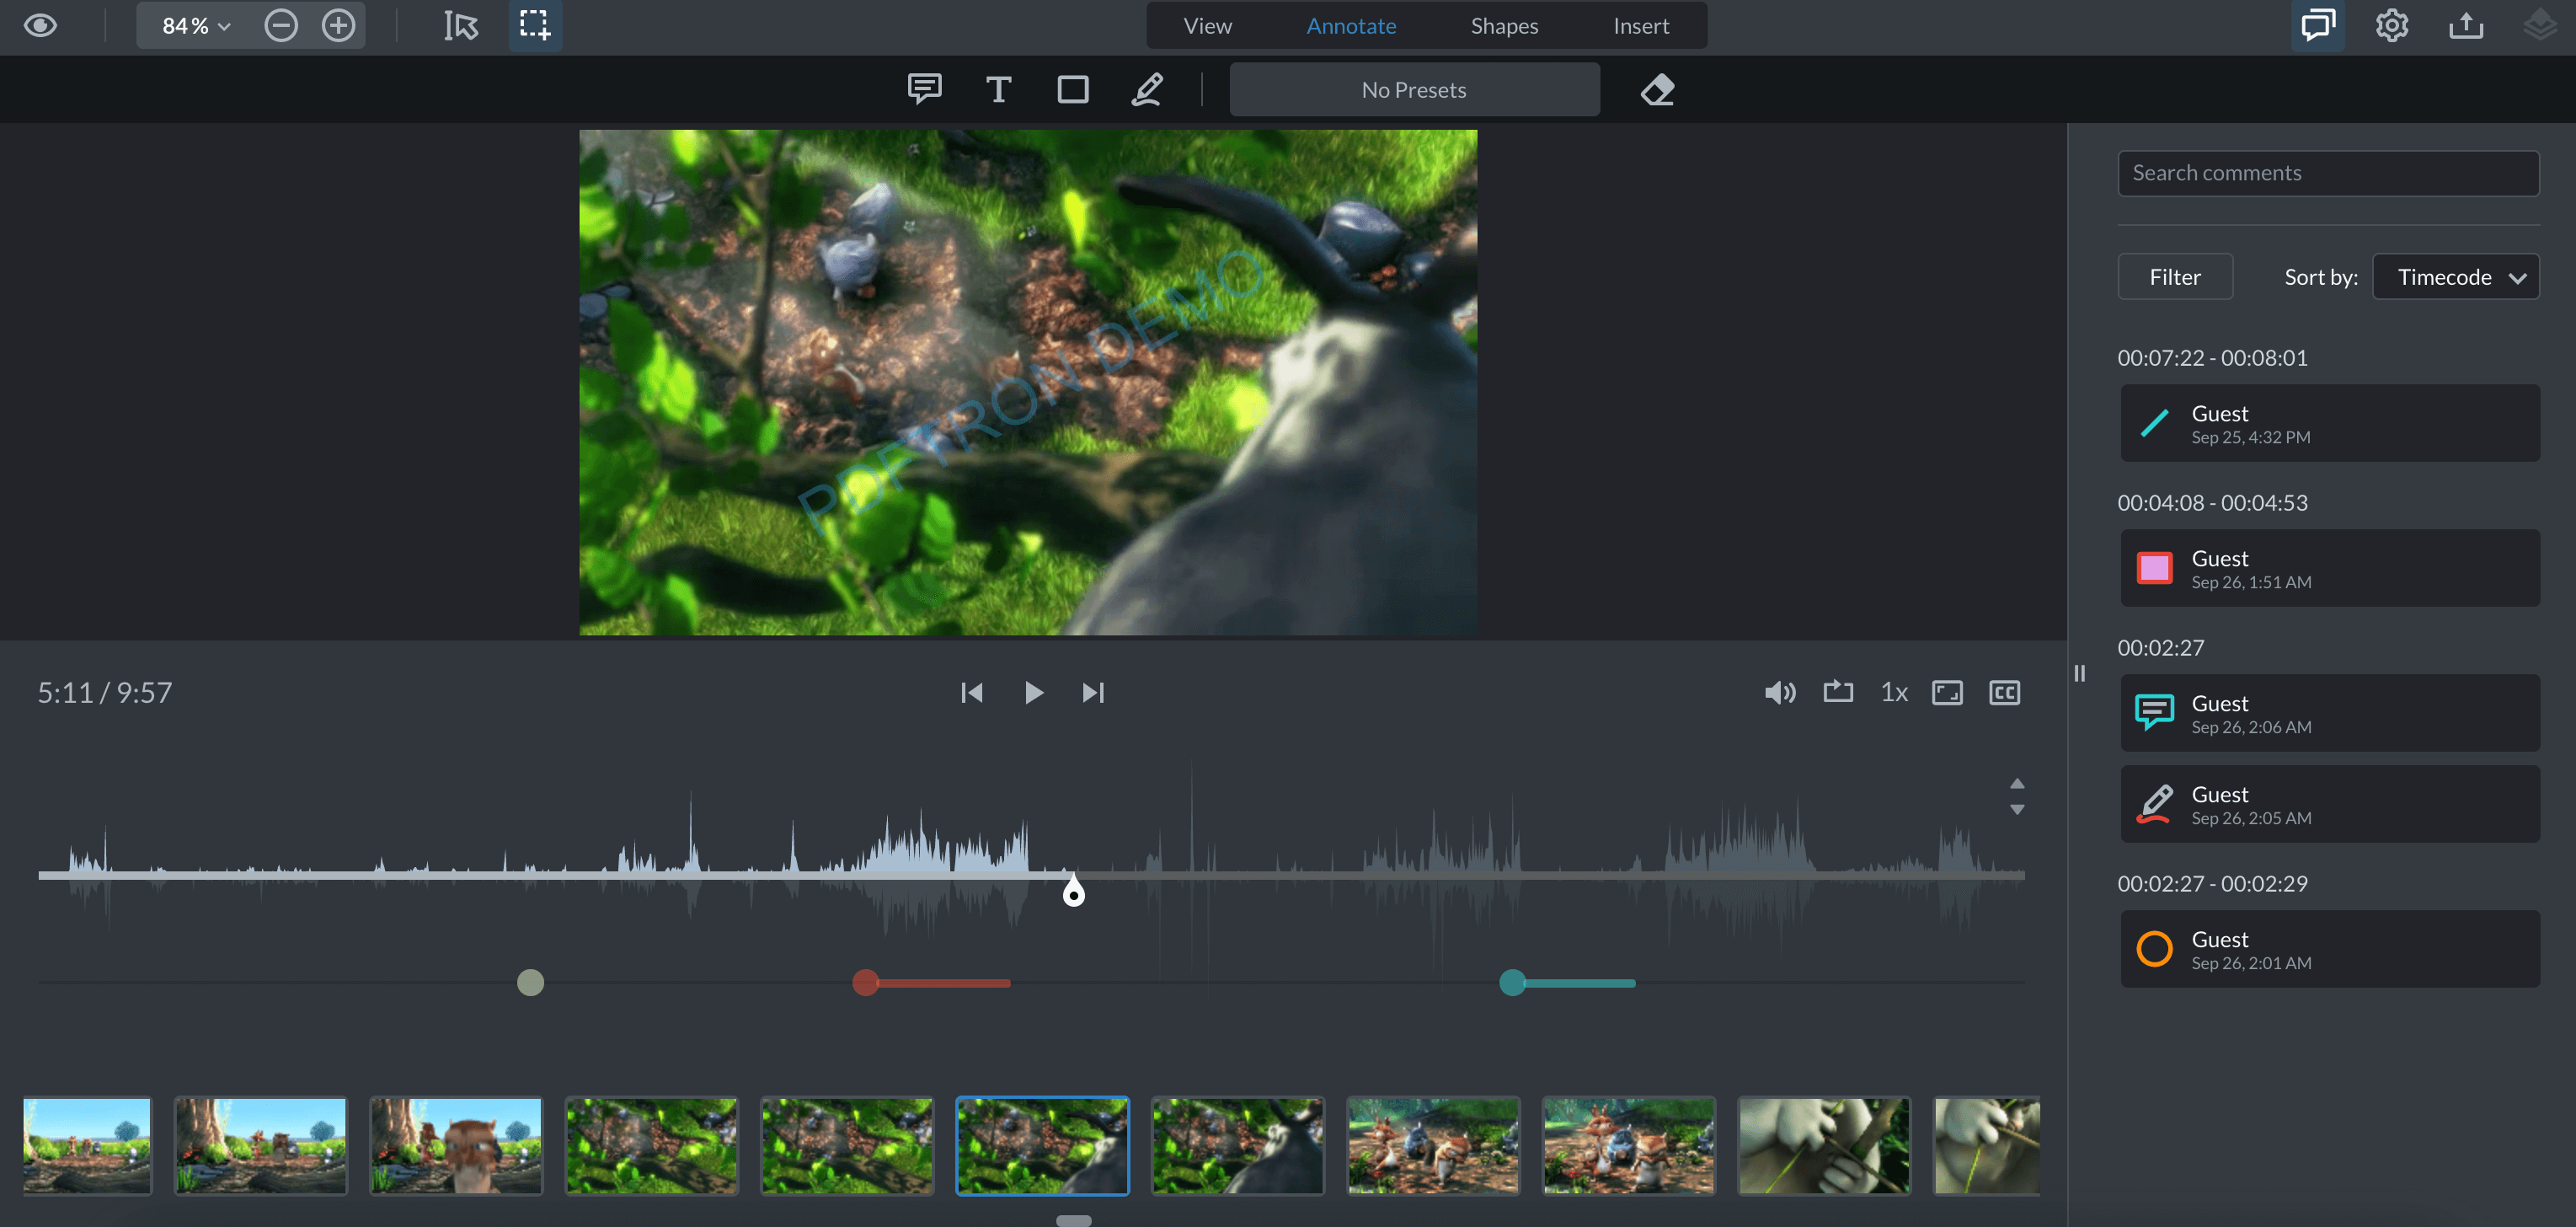 84%
View
Annotate
Shapes
Insert
T
No Presets
PDFTRON DEMO
Search comments
Filter
Sort by:
Timecode
00:07:22 - 00:08:01
Guest
Sep 25, 4:32 PM
00:04:08 - 00:04:53
Guest
Sep 26, 1:51 AM
00:02:27
Guest
Sep 26, 2:06 AM
Guest
Sep 26, 2:05 AM
00:02:27 - 00:02:29
Guest
Sep 26, 2:01 AM
5:11 / 9:57
1x
CC